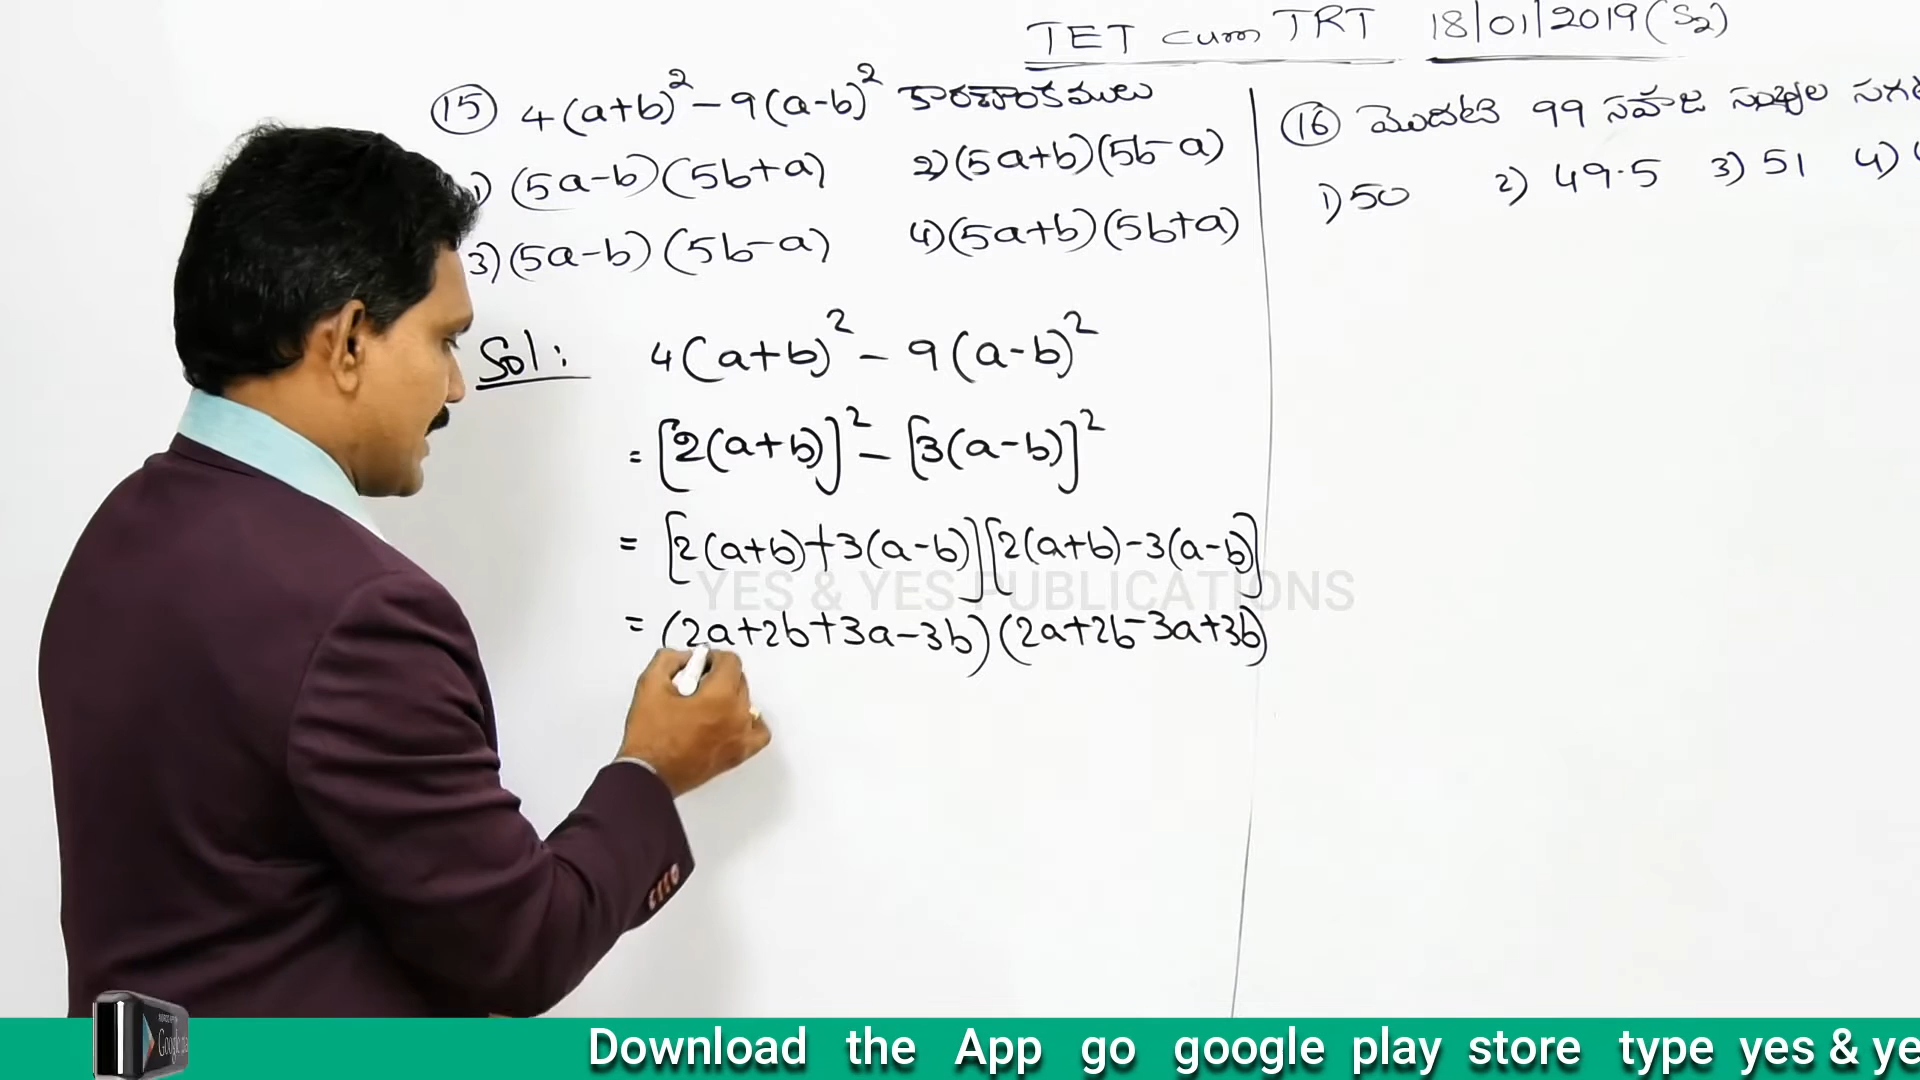 TET cum TRT 18/01/2019 (S2)
(15) 4(a+b)² - 9(a-b)² కారణాంకములు
1) (5a-b)(5b+a) 2) (5a+b)(5b-a)
3) (5a-b)(5b-a) 4) (5a+b)(5b+a)
Sol: 4(a+b)² - 9(a-b)²
= [2(a+b)]² - [3(a-b)]²
= [2(a+b)+3(a-b)][2(a+b)-3(a-b)]
= (2a+2b+3a-3b)(2a+2b-3a+3b)
(16) మొదటి 99 సహజ సంఖ్యల
1) 50 2) 49.5 3) 51 4)
YES & YES PUBLICATIONS
Download the App go google play store type yes & ye